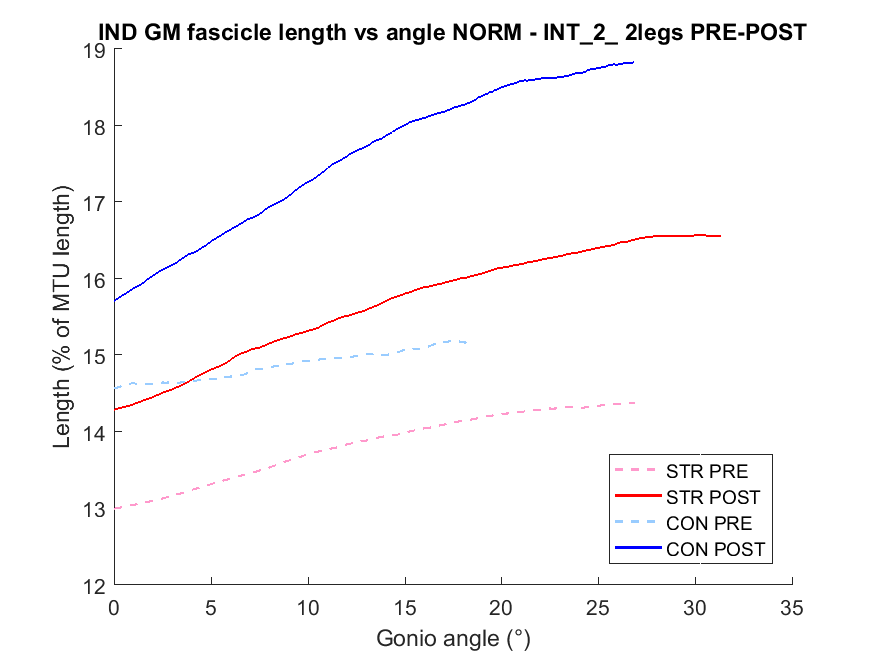 IND GM fascicle length vs angle NORM - INT_2_ 2legs PRE-POST
Length (% of MTU length)
19
18
17
16
15
14
13
12
0 5 10 15 20 25 30 35
Gonio angle (°)
STR PRE
STR POST
CON PRE
CON POST